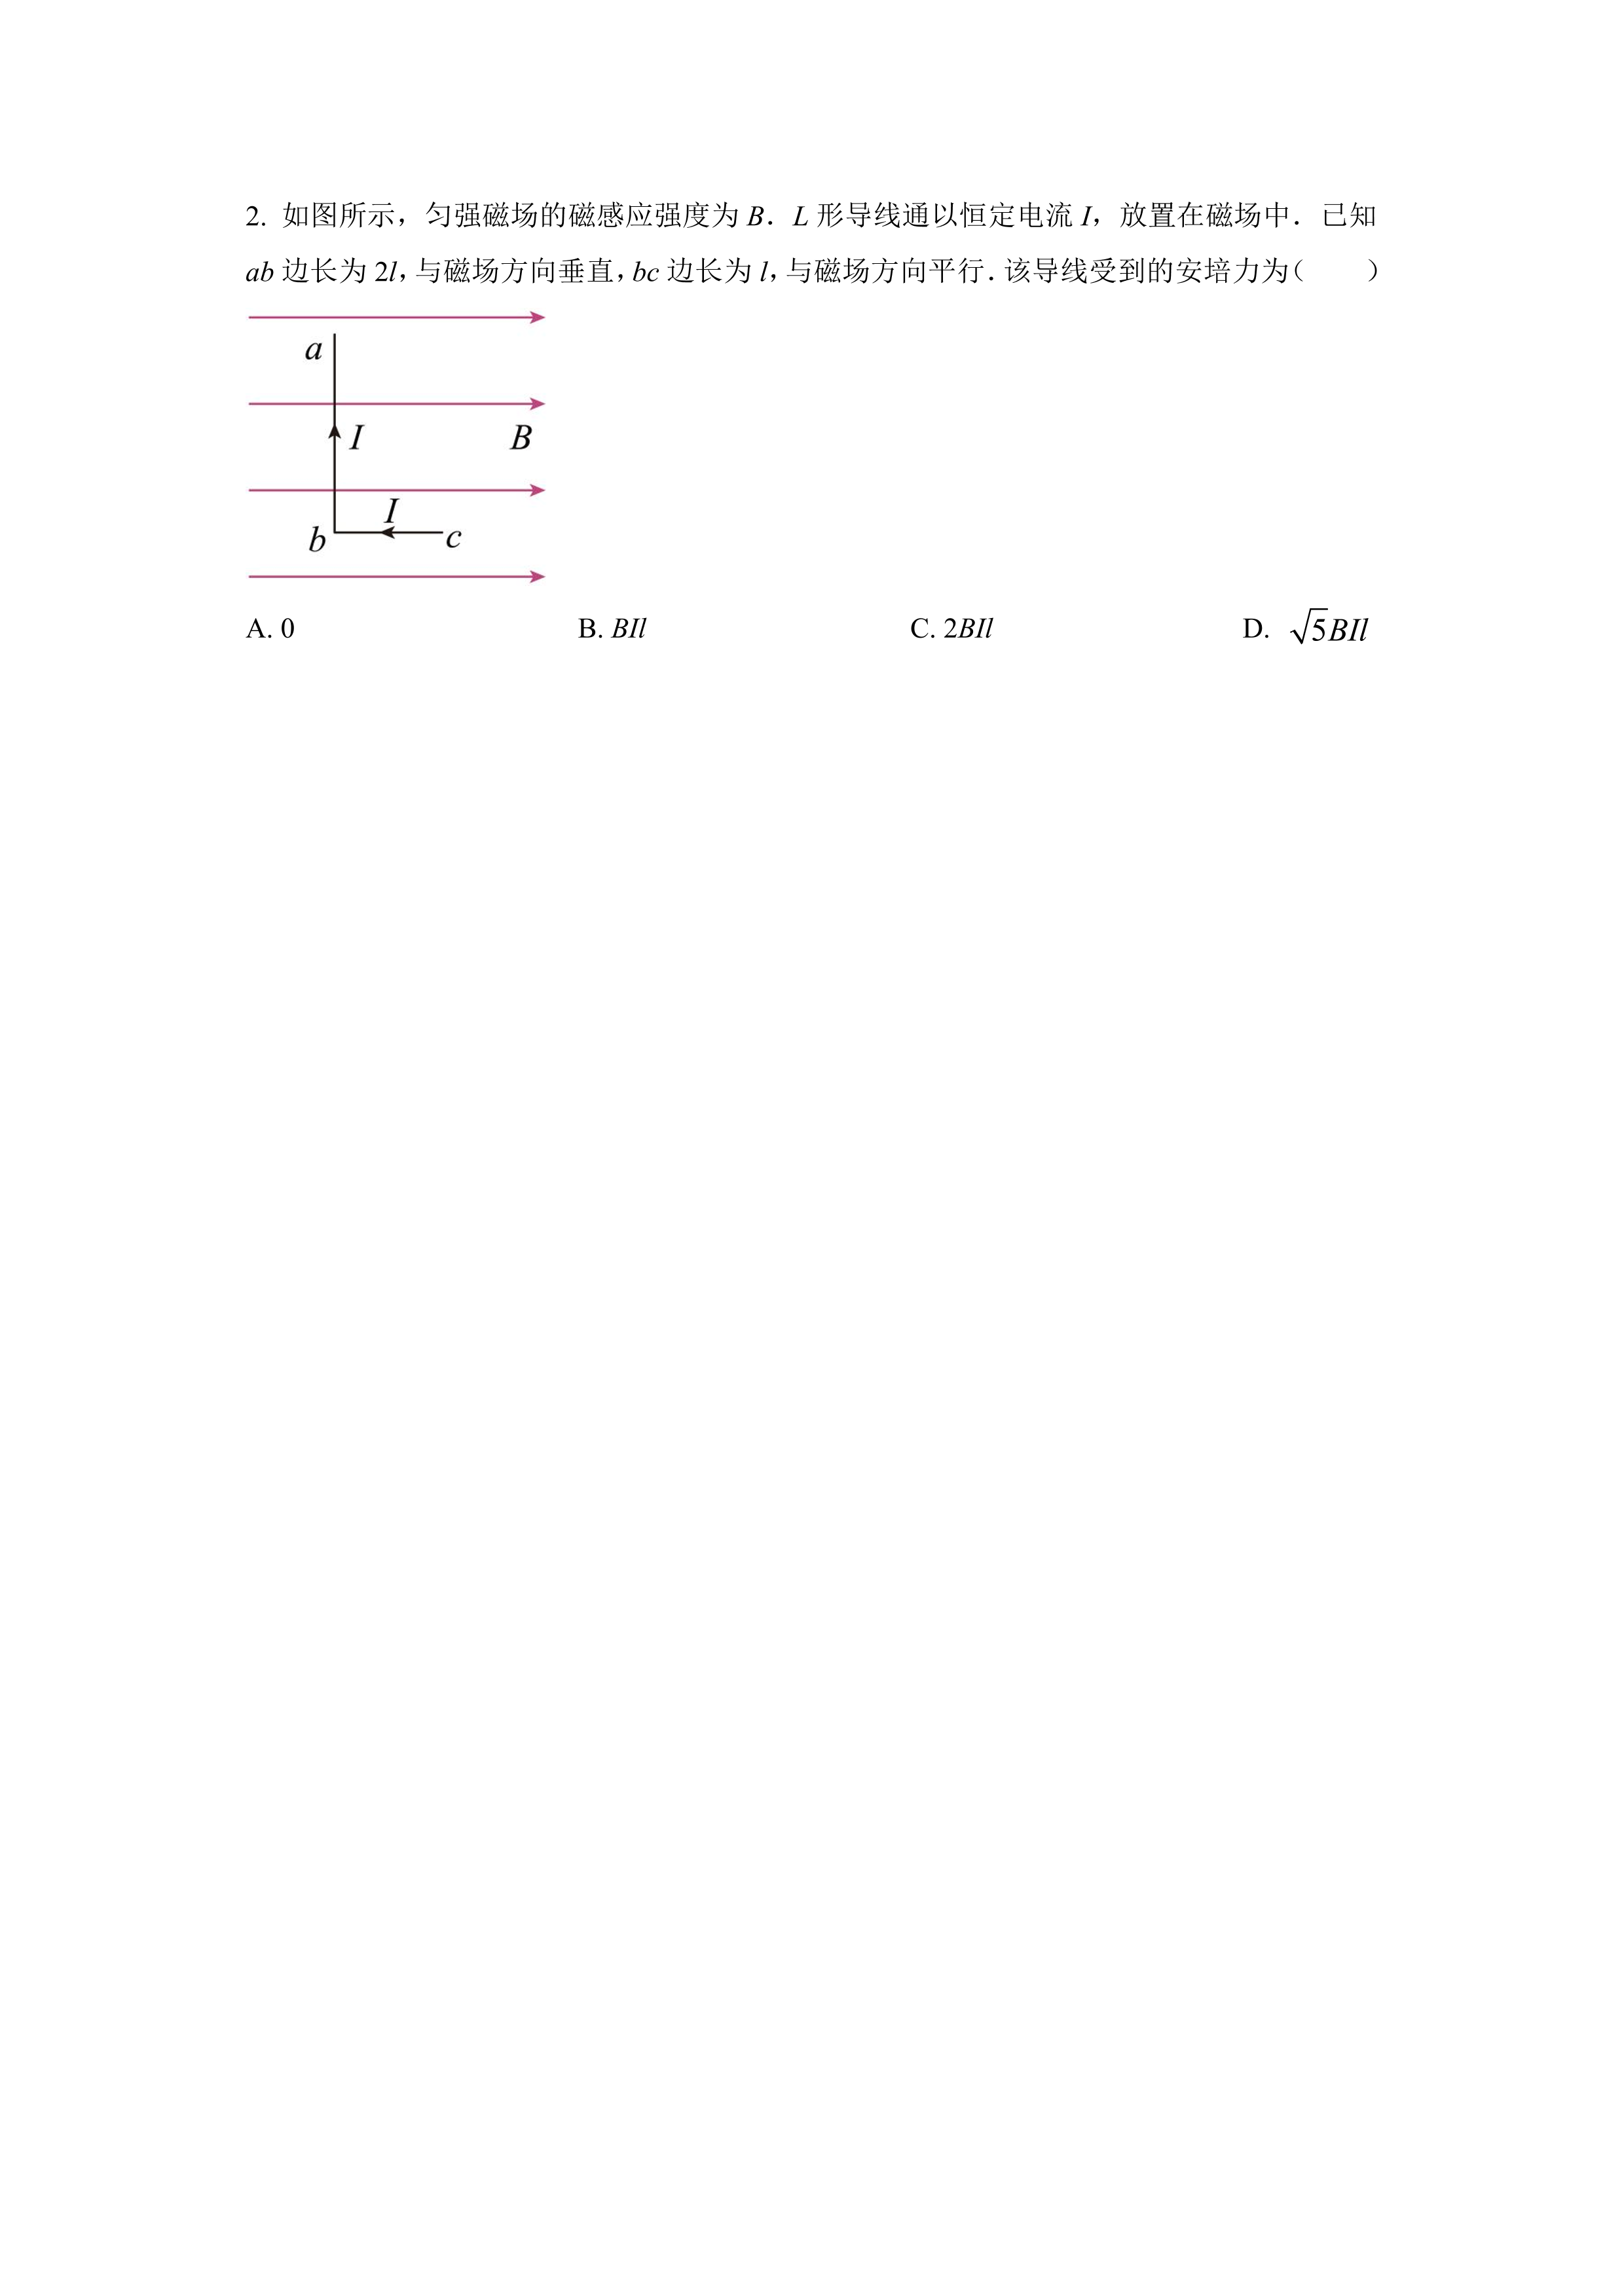 2. 如图所示，匀强磁场的磁感应强度为 B．L 形导线通以恒定电流 I，放置在磁场中．已知
ab 边长为 2l，与磁场方向垂直，bc 边长为 l，与磁场方向平行．该导线受到的安培力为（　　）
a
I
B
I
b
c
A. 0 B. BIl C. 2BIl D. √5BIl